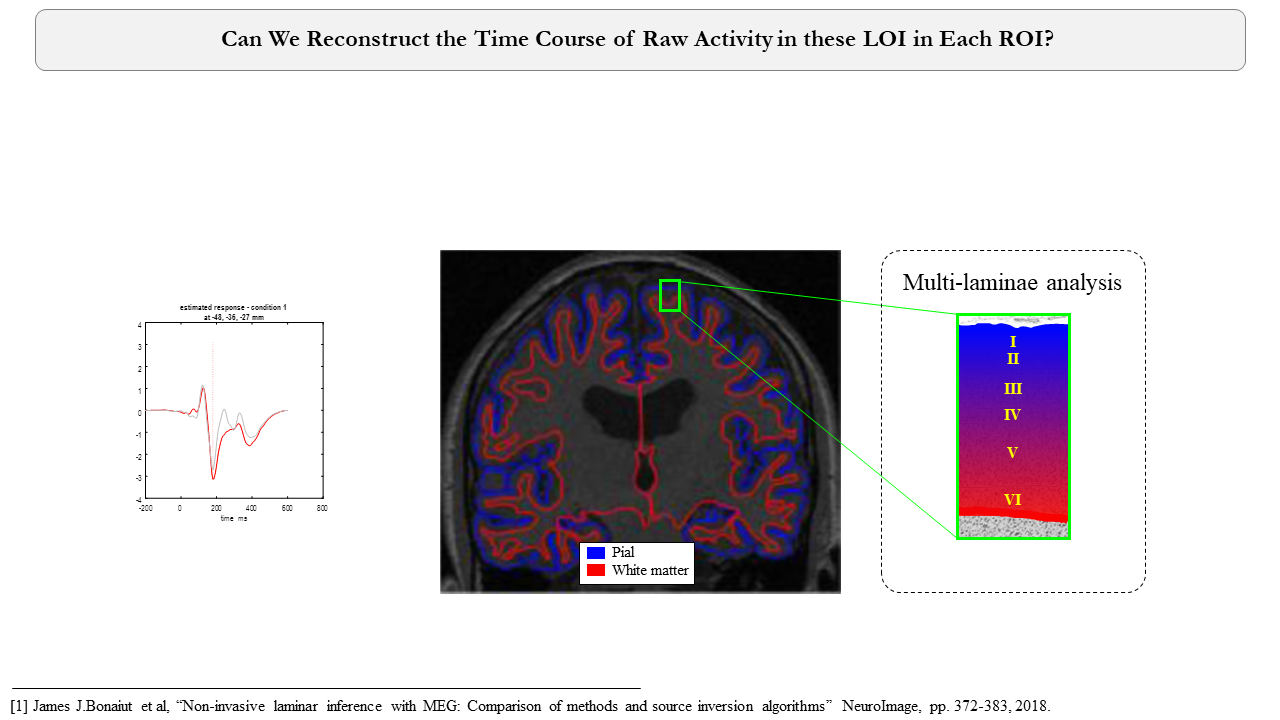 Can We Reconstruct the Time Course of Raw Activity in these LOI in Each ROI?
estimated response - condition 1
at -48, -36, -27 mm
4
3
2
1
0
-1
-2
-3
-4
-200 0 200 400 600 800
time ms
Pial
White matter
Multi-laminae analysis
I
II
III
IV
V
VI
[1] James J.Bonaiut et al, “Non-invasive laminar inference with MEG: Comparison of methods and source inversion algorithms” NeuroImage, pp. 372-383, 2018.